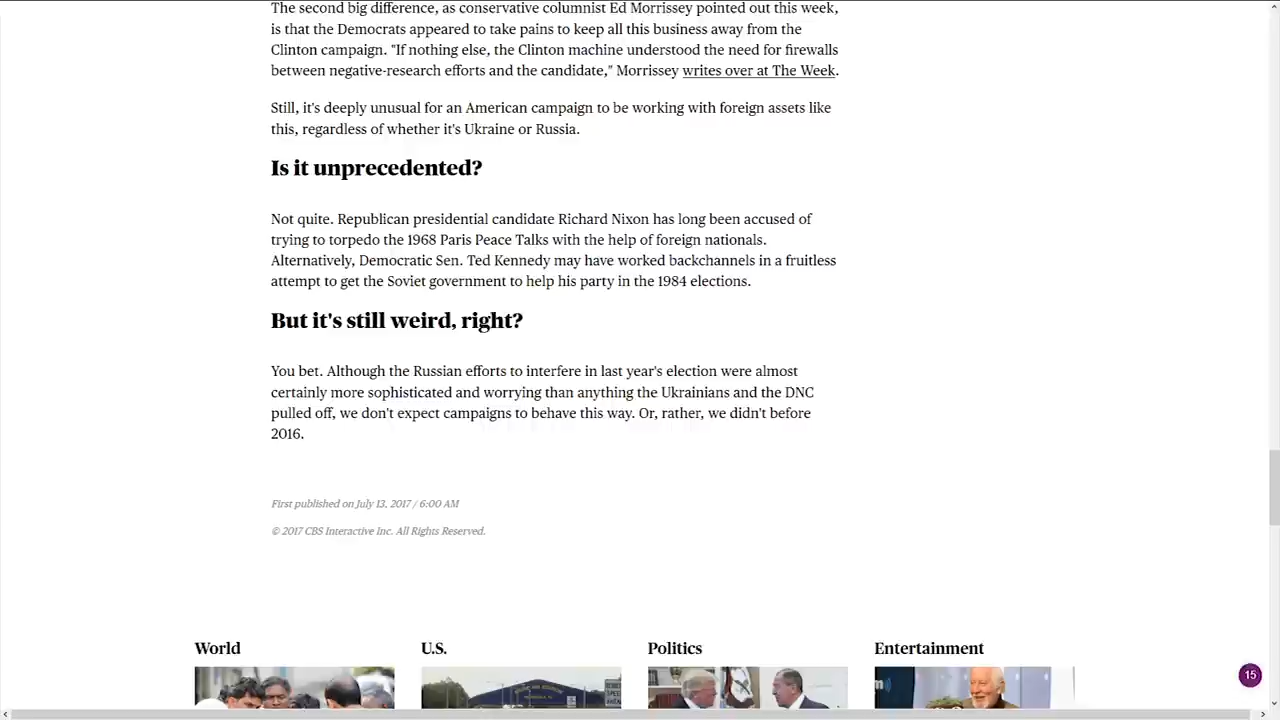 The second big difference, as conservative columnist Ed Morrissey pointed out this week,
is that the Democrats appeared to take pains to keep all this business away from the
Clinton campaign. "If nothing else, the Clinton machine understood the need for firewalls
between negative-research efforts and the candidate," Morrissey writes over at The Week.
Still, it's deeply unusual for an American campaign to be working with foreign assets like
this, regardless of whether it's Ukraine or Russia.
Is it unprecedented?
Not quite. Republican presidential candidate Richard Nixon has long been accused of
trying to torpedo the 1968 Paris Peace Talks with the help of foreign nationals.
Alternatively, Democratic Sen. Ted Kennedy may have worked backchannels in a fruitless
attempt to get the Soviet government to help his party in the 1984 elections.
But it's still weird, right?
You bet. Although the Russian efforts to interfere in last year's election were almost
certainly more sophisticated and worrying than anything the Ukrainians and the DNC
pulled off, we don't expect campaigns to behave this way. Or, rather, we didn't before
2016.
First published on July 13, 2017 / 6:00 AM
© 2017 CBS Interactive Inc. All Rights Reserved.
World
U.S.
Politics
Entertainment
15